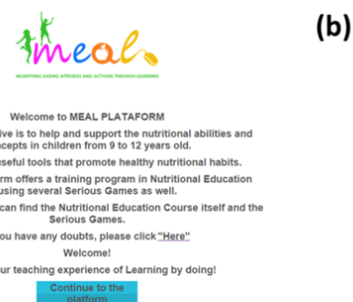 (b)
meal
MODIFYING EATING ATTITUDES AND ACTIONS THROUGH LEARNING
Welcome to MEAL PLATAFORM
ive is to help and support the nutritional abilities and
ncepts in children from 9 to 12 years old.
useful tools that promote healthy nutritional habits.
rm offers a training program in Nutritional Education
using several Serious Games as well.
can find the Nutritional Education Course itself and the
Serious Games.
ou have any doubts, please click "Here"
Welcome!
ur teaching experience of Learning by doing!
Continue to the
platform